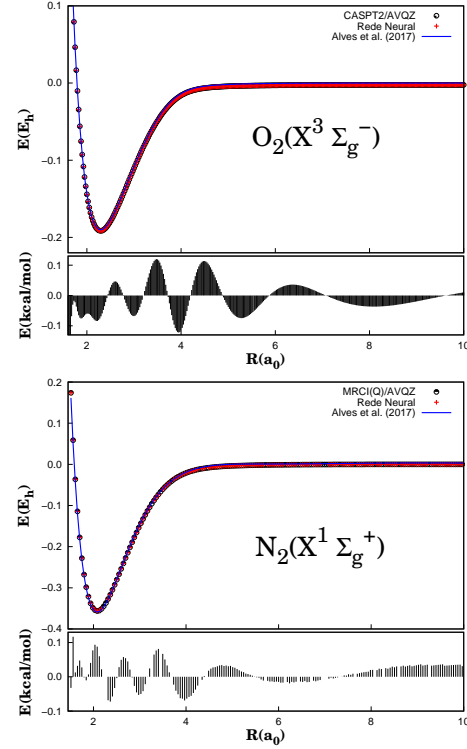 0.1
CASPT2/AVQZ
Rede Neural
Alves et al. (2017)
0.0
E(Eₕ)
O₂(X³ Σg⁻)
−0.1
−0.2
0.1
E(kcal/mol)
0.0
−0.1
2 4 6 8 10
R(a₀)
0.2
MRCI(Q)/AVQZ
Rede Neural
Alves et al. (2017)
0.1
0.0
E(Eₕ)
−0.1
N₂(X¹ Σg⁺)
−0.2
−0.3
−0.4
0.1
E(kcal/mol)
0.0
−0.1
2 4 6 8 10
R(a₀)